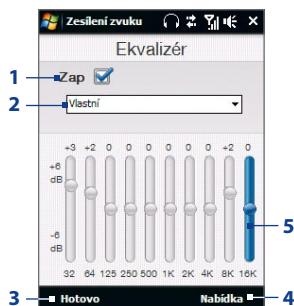 Zesílení zvuku
Ekvalizér
1
Zap
2
Vlastní
+3 +2 0 0 0 0 0 0 +2 0
+6
dB
-6
dB
5
32 64 125 250 500 1K 2K 4K 8K 16K
3
Hotovo
Nabídka
4